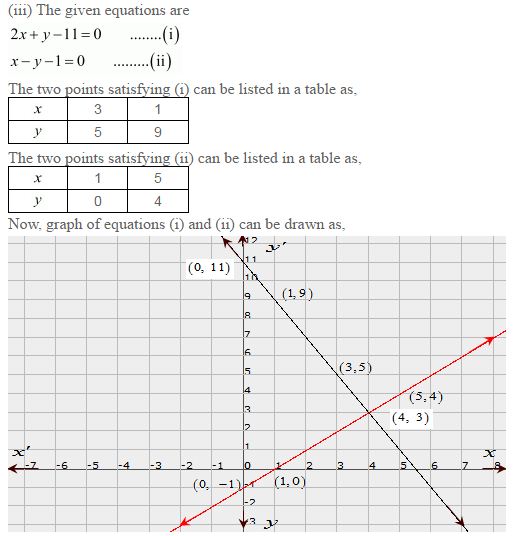 (iii) The given equations are
2x + y − 11 = 0 ........(i)
x − y − 1 = 0 .........(ii)
The two points satisfying (i) can be listed in a table as,
x 3 1
y 5 9
The two points satisfying (ii) can be listed in a table as,
x 1 5
y 0 4
Now, graph of equations (i) and (ii) can be drawn as,
12 x'
11
(0, 11)
10
9 (1,9)
8
7
6
5
(3,5)
4 (5,4)
3 (4, 3)
2
1
x' x
-7 -6 -5 -4 -3 -2 -1 0 1 2 3 4 5 6 7 8
(0, −1) -1 (1,0)
-2
-3 y